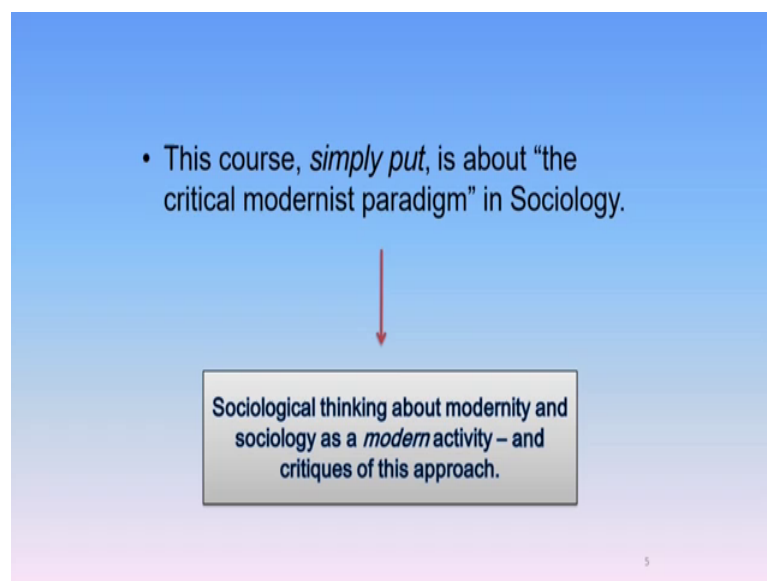 • This course, simply put, is about “the
critical modernist paradigm” in Sociology.
Sociological thinking about modernity and
sociology as a modern activity – and
critiques of this approach.
5